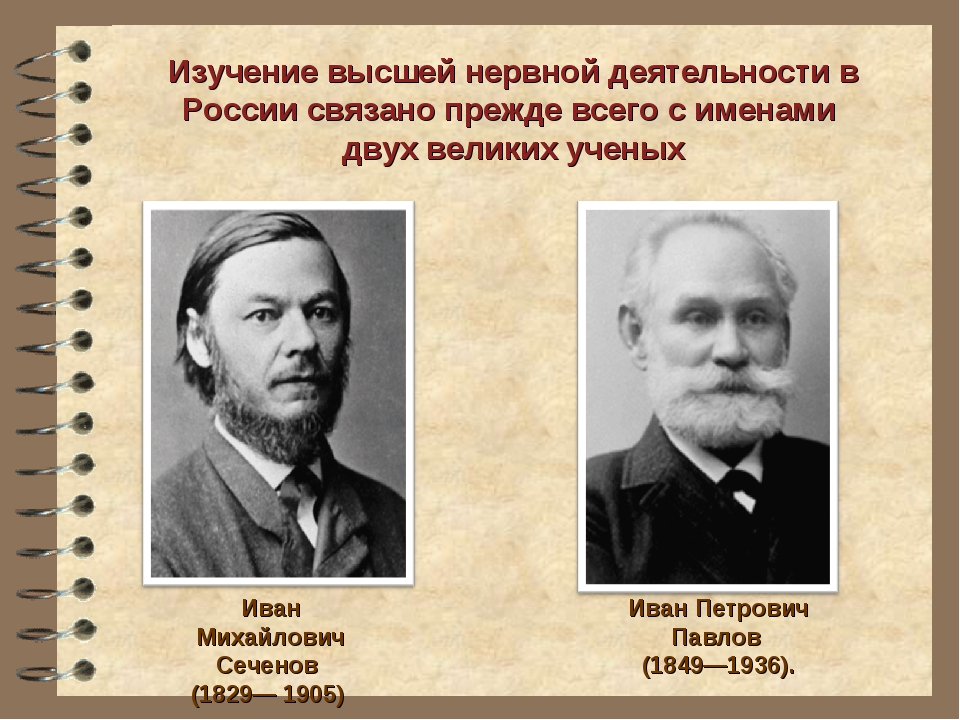 Изучение высшей нервной деятельности в
России связано прежде всего с именами
двух великих ученых
Иван
Михайлович
Сеченов
(1829— 1905)
Иван Петрович
Павлов
(1849—1936).